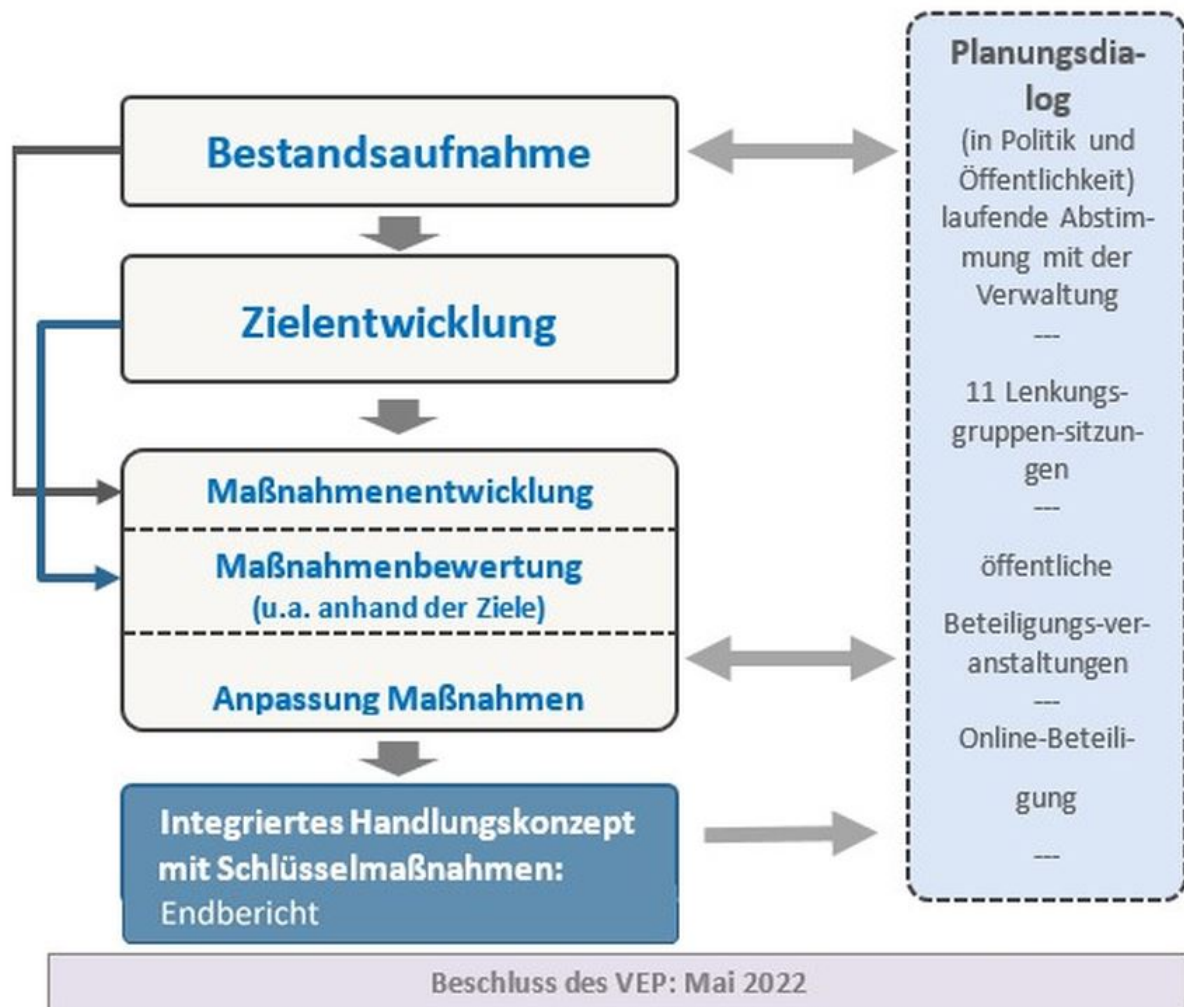 Bestandsaufnahme
Zielentwicklung
Maßnahmenentwicklung
Maßnahmenbewertung
(u.a. anhand der Ziele)
Anpassung Maßnahmen
Integriertes Handlungskonzept
mit Schlüsselmaßnahmen:
Endbericht
Planungsdia-
log
(in Politik und
Öffentlichkeit)
laufende Abstim-
mung mit der
Verwaltung
---
11 Lenkungs-
gruppen-sitzun-
gen
---
öffentliche
Beteiligungs-ver-
anstaltungen
---
Online-Beteili-
gung
---
Beschluss des VEP: Mai 2022